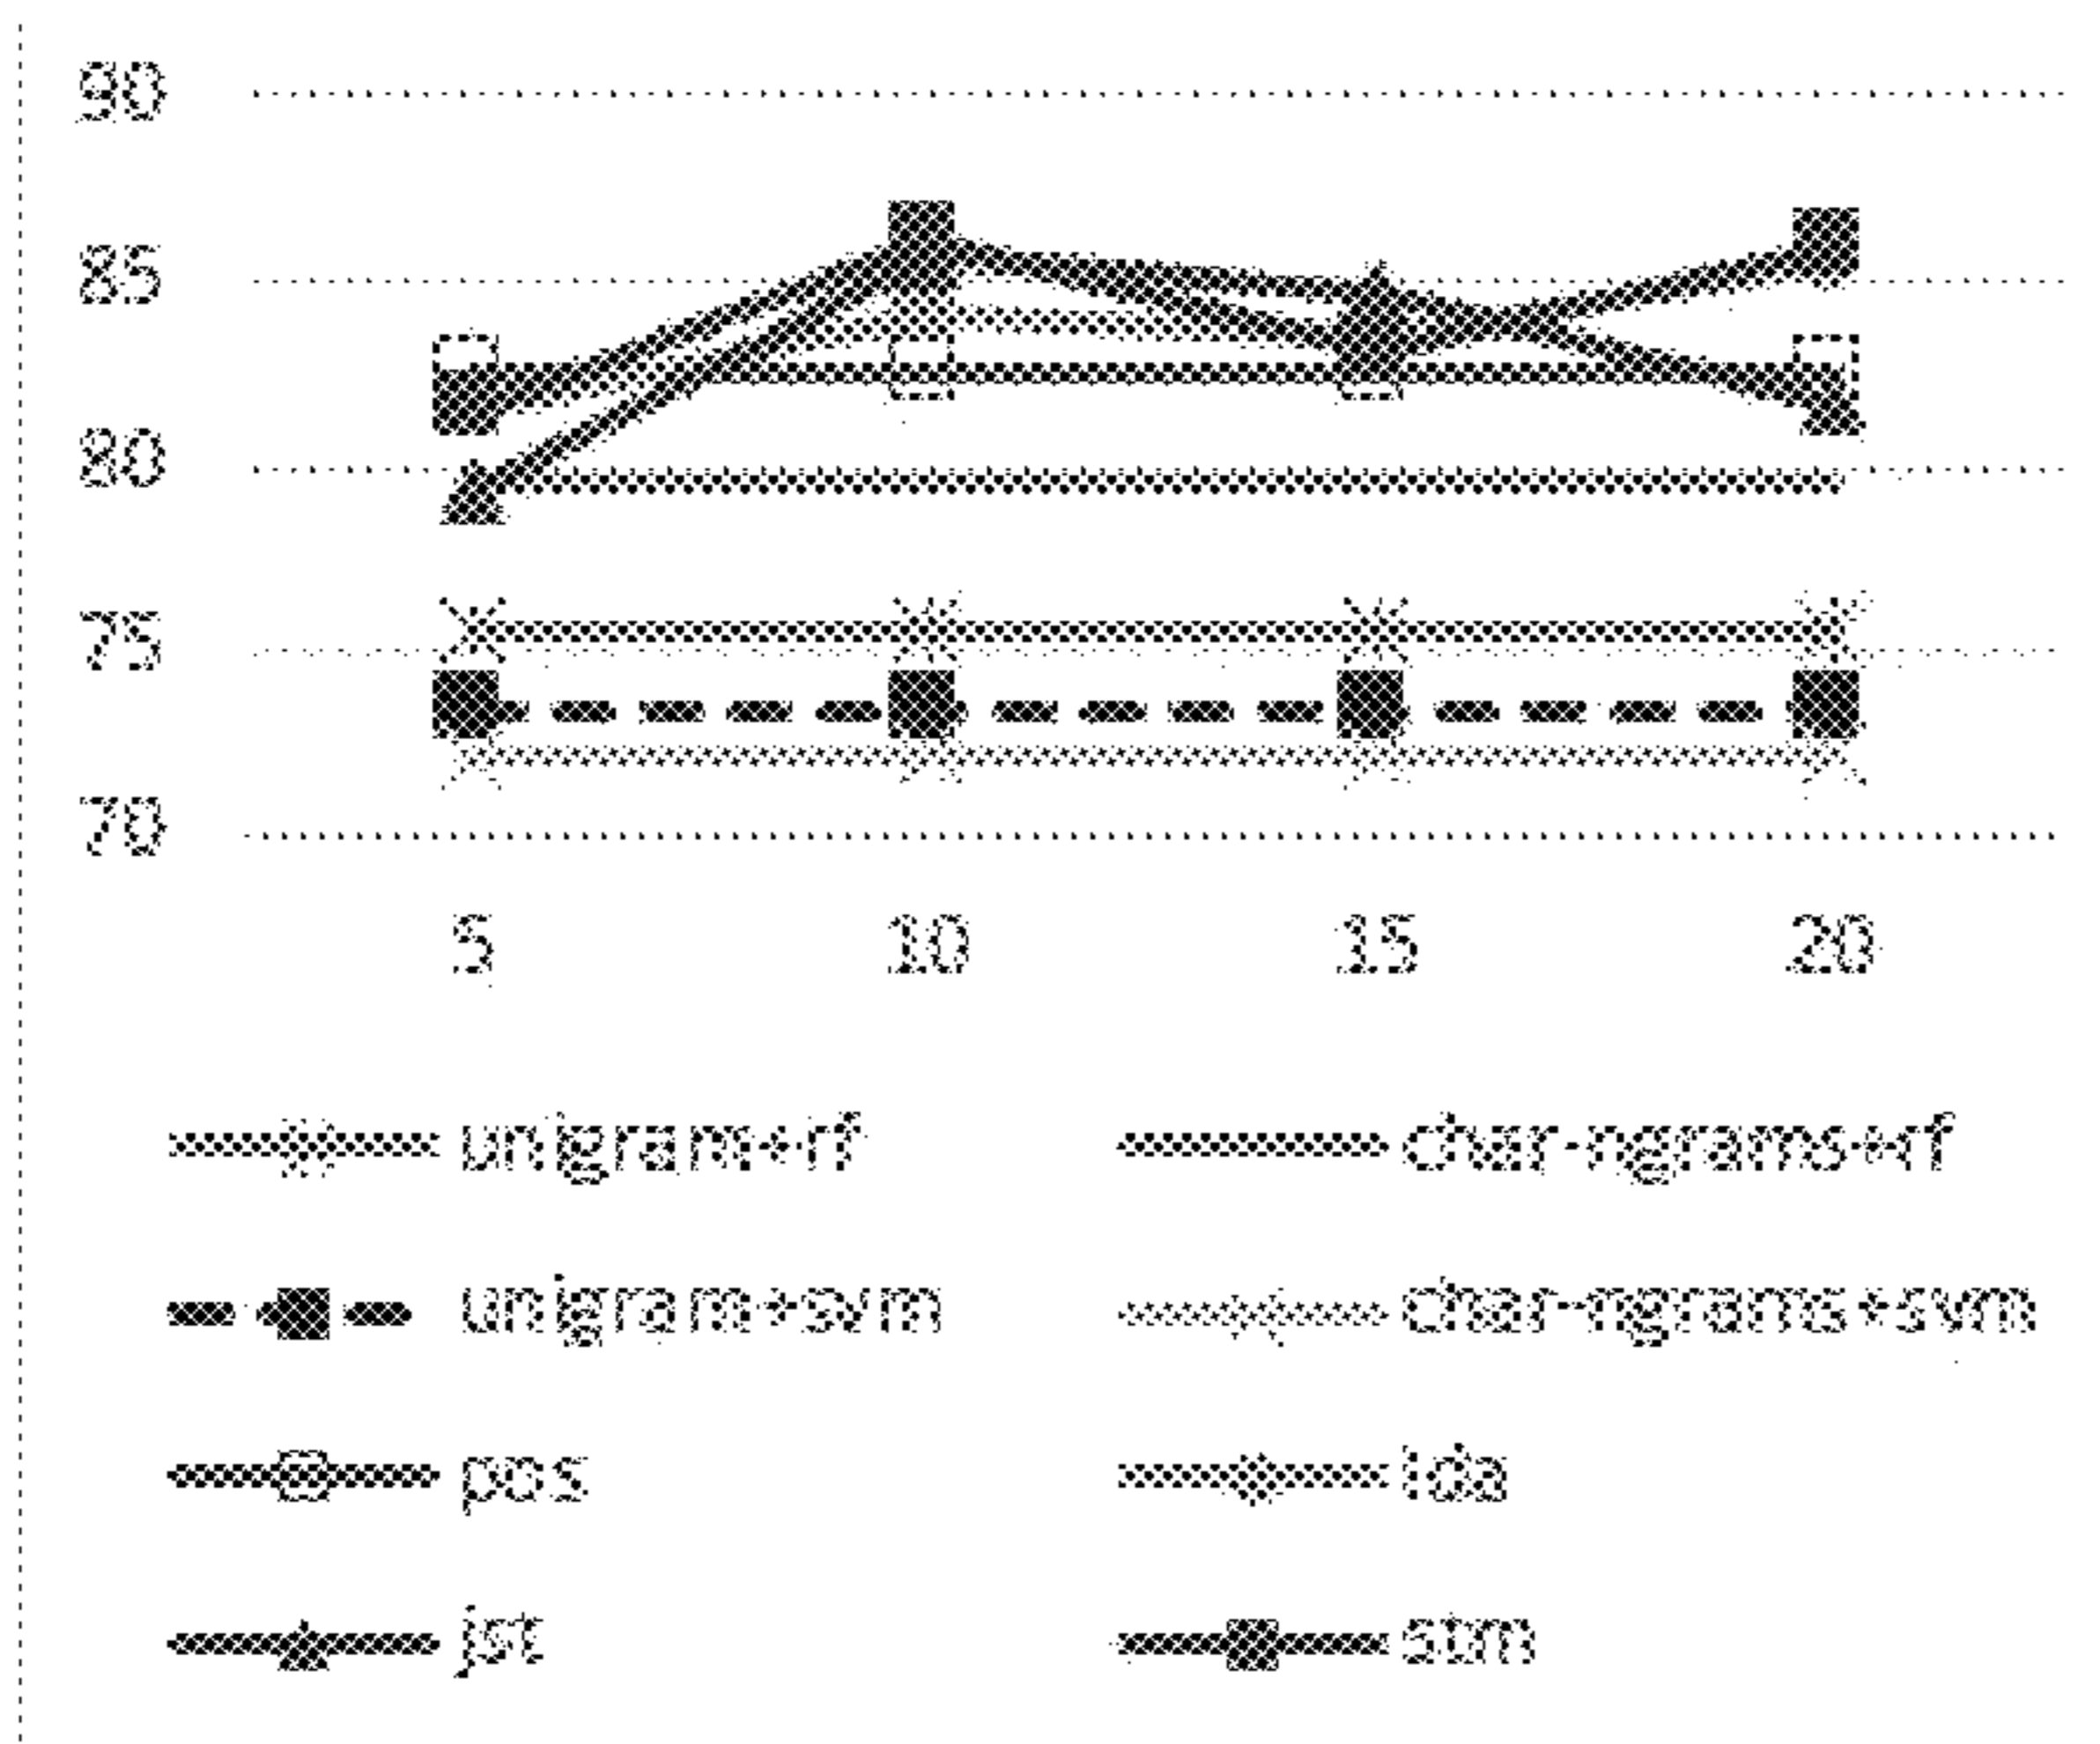 90
85
80
75
70
5 10 15 20
unigram+rf char-ngrams+rf
unigram+svm char-ngrams+svm
pos lda
jst stm